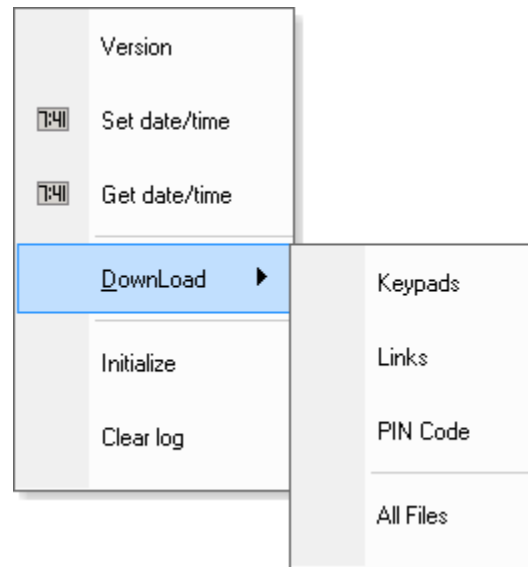 Version
7:41 Set date/time
7:41 Get date/time
DownLoad
Initialize
Clear log
Keypads
Links
PIN Code
All Files